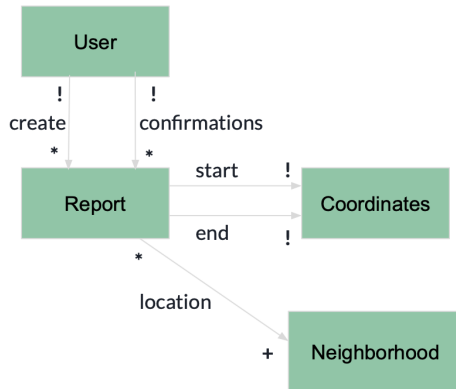 User
! !
create confirmations
* *
start !
Report Coordinates
end !
*
location
+ Neighborhood